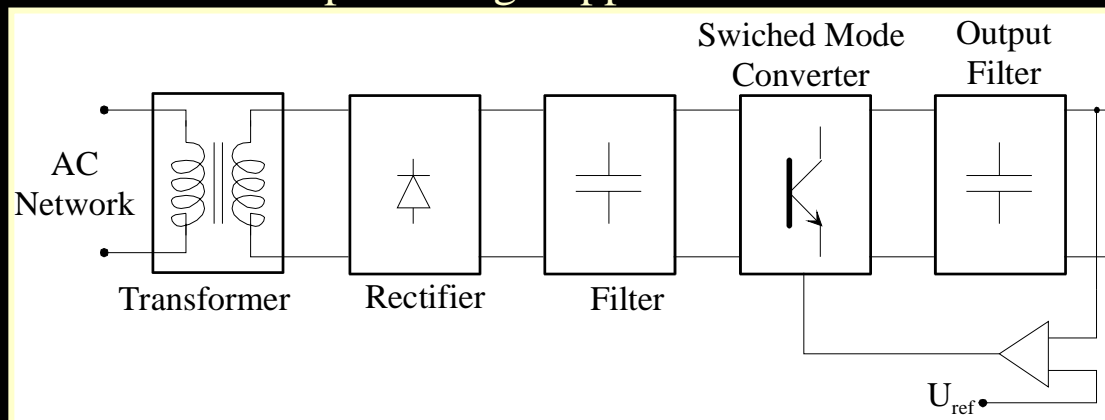 Swiched Mode
Converter
Output
Filter
AC
Network
Transformer
Rectifier
Filter
U_ref